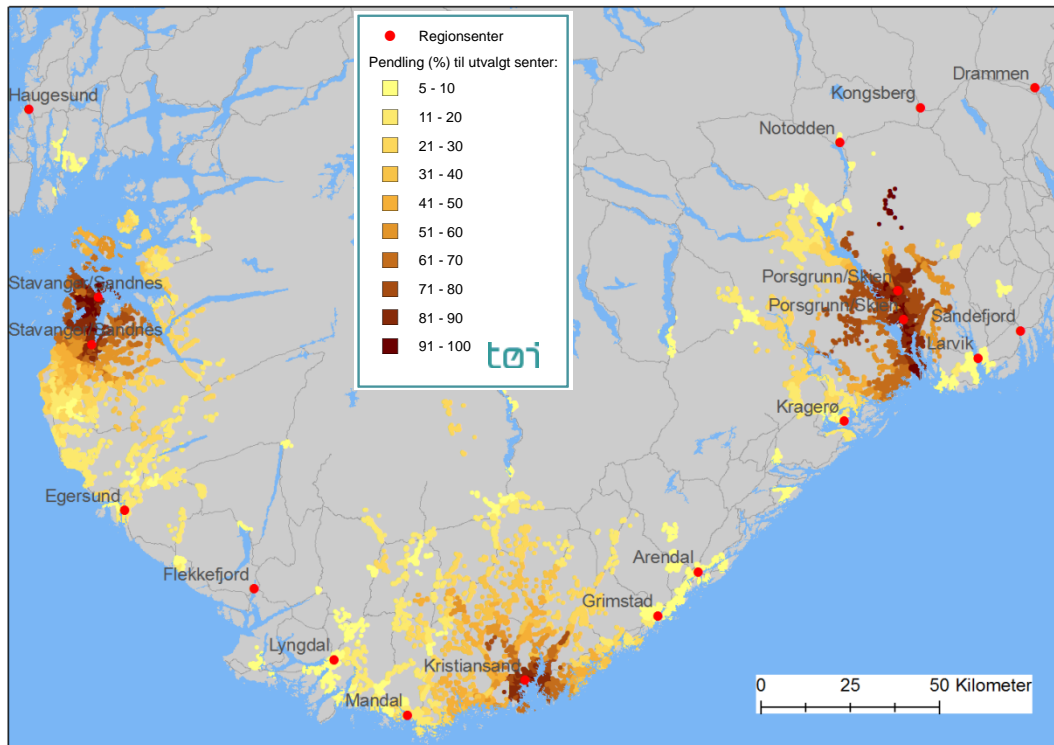 Regionsenter
Pendling (%) til utvalgt senter:
5 - 10
11 - 20
21 - 30
31 - 40
41 - 50
51 - 60
61 - 70
71 - 80
81 - 90
91 - 100
tøi
Haugesund
Drammen
Kongsberg
Notodden
Stavanger/Sandnes
Stavanger/Sandnes
Porsgrunn/Skien
Porsgrunn/Skien
Sandefjord
Larvik
Kragerø
Egersund
Flekkefjord
Arendal
Grimstad
Lyngdal
Kristiansand
Mandal
0 25 50 Kilometer